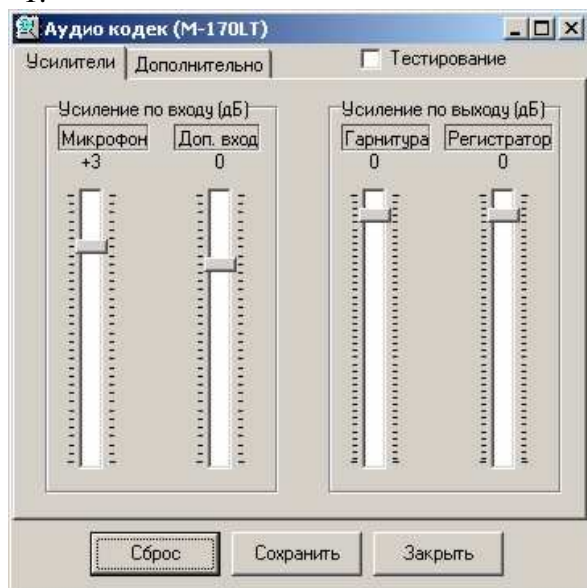 1.
Аудио кодек (M-170LT)
Усилители Дополнительно Тестирование
Усиление по входу (дБ) Усиление по выходу (дБ)
Микрофон Доп. вход Гарнитура Регистратор
+3 0 0 0
Сброс Сохранить Закрыть